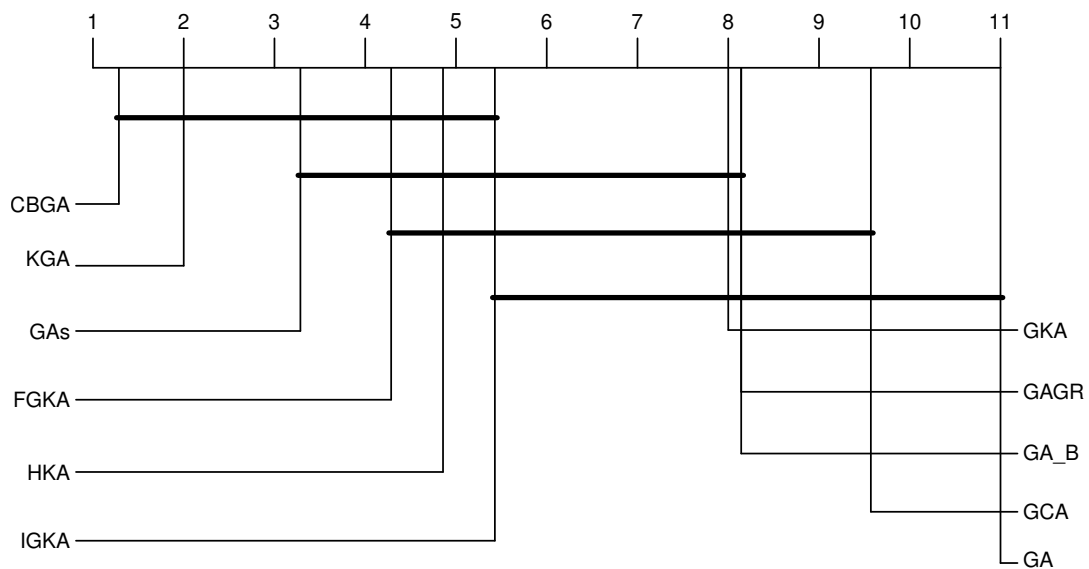 1 2 3 4 5 6 7 8 9 10 11
CBGA
KGA
GAs
FGKA
HKA
IGKA
GKA
GAGR
GA_B
GCA
GA